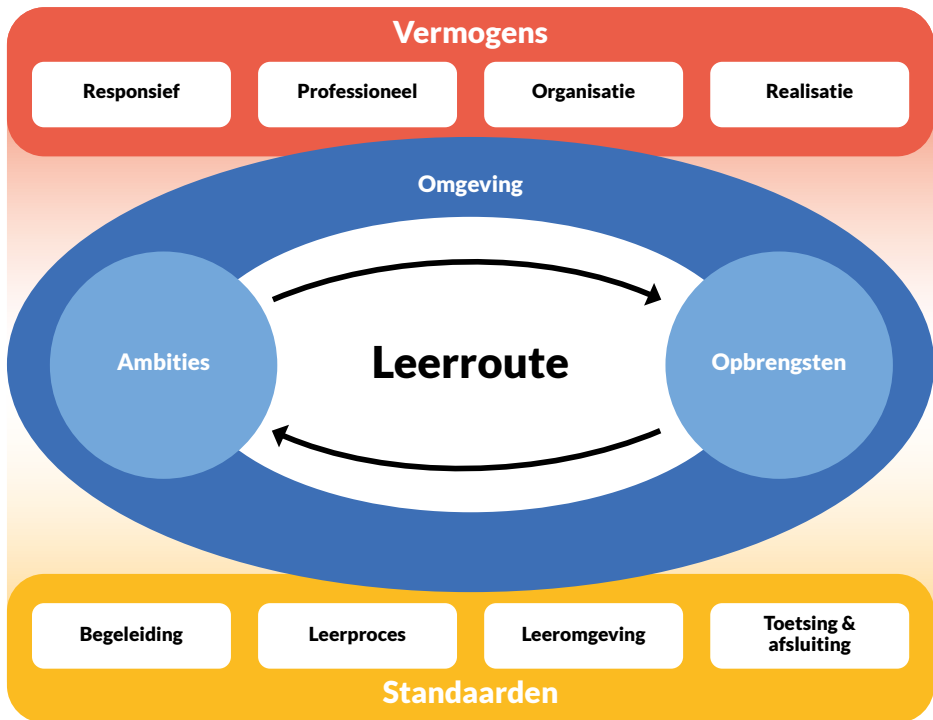 Vermogens
Responsief
Professioneel
Organisatie
Realisatie
Omgeving
Ambities
Leerroute
Opbrengsten
Begeleiding
Leerproces
Leeromgeving
Toetsing &
afsluiting
Standaarden